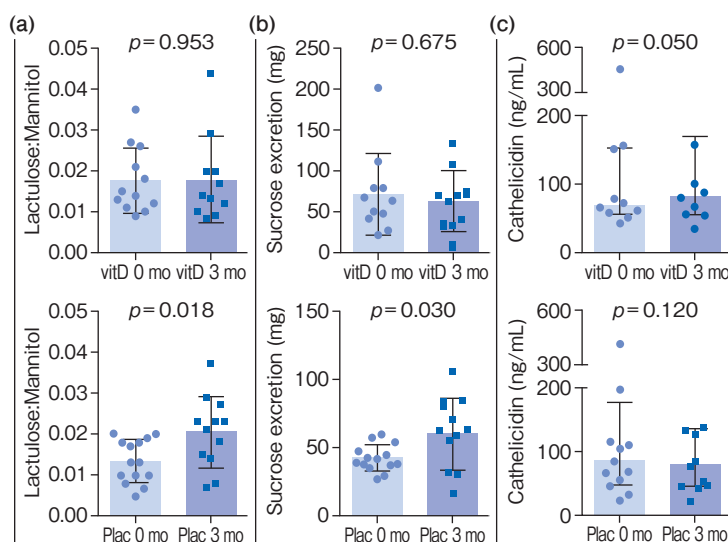 (a)
p=0.953
Lactulose:Mannitol
0.05
0.04
0.03
0.02
0.01
0.00
vitD 0 mo vitD 3 mo
p=0.018
Lactulose:Mannitol
0.05
0.04
0.03
0.02
0.01
0.00
Plac 0 mo Plac 3 mo
(b)
p=0.675
Sucrose excretion (mg)
250
200
150
100
50
0
vitD 0 mo vitD 3 mo
p=0.030
Sucrose excretion (mg)
150
100
50
0
Plac 0 mo Plac 3 mo
(c)
p=0.050
Cathelicidin (ng/mL)
600
300
200
100
0
vitD 0 mo vitD 3 mo
p=0.120
Cathelicidin (ng/mL)
600
300
200
100
0
Plac 0 mo Plac 3 mo